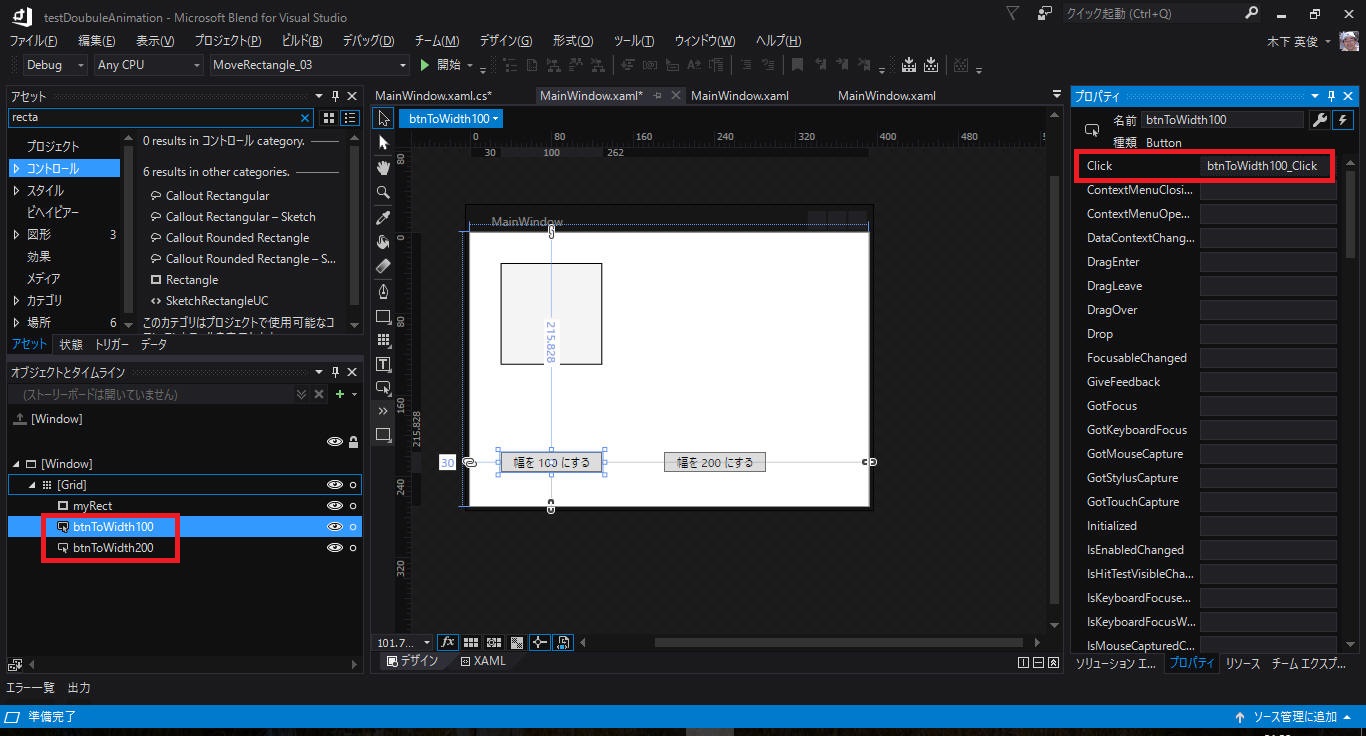 testDoubuleAnimation - Microsoft Blend for Visual Studio
クイック起動 (Ctrl+Q)
ファイル(F) 編集(E) 表示(V) プロジェクト(P) ビルド(B) デバッグ(D) チーム(M) デザイン(G) 形式(O) ツール(T) ウィンドウ(W) ヘルプ(H)
木下 英俊
Debug Any CPU MoveRectangle_03 開始
アセット
recta
プロジェクト
コントロール
スタイル
ビヘイビアー
図形 3
効果
メディア
カテゴリ
場所 6
0 results in コントロール category.
6 results in other categories.
Callout Rectangular
Callout Rectangular – Sketch
Callout Rounded Rectangle
Callout Rounded Rectangle – S...
Rectangle
SketchRectangleUC
このカテゴリはプロジェクトで使用可能なコ
アセット 状態 トリガー データ
オブジェクトとタイムライン
(ストーリーボードは開いていません)
[Window]
[Window]
[Grid]
myRect
btnToWidth100
btnToWidth200
MainWindow.xaml.cs* MainWindow.xaml* MainWindow.xaml MainWindow.xaml
btnToWidth100
0 80 160 240 320 400 480
30 100 262
80
0
80
160
240
320
215.828
MainWindow
215.828
30
幅を 100 にする
幅を 200 にする
101.7...
fx
デザイン XAML
プロパティ
名前 btnToWidth100
種類 Button
Click btnToWidth100_Click
ContextMenuClosi...
ContextMenuOpe...
DataContextChang...
DragEnter
DragLeave
DragOver
Drop
FocusableChanged
GiveFeedback
GotFocus
GotKeyboardFocus
GotMouseCapture
GotStylusCapture
GotTouchCapture
Initialized
IsEnabledChanged
IsHitTestVisibleCha...
IsKeyboardFocuse...
IsKeyboardFocusW...
IsMouseCapturedC...
ソリューション エ... プロパティ リソース チーム エクスプ...
エラー一覧 出力
準備完了
ソース管理に追加